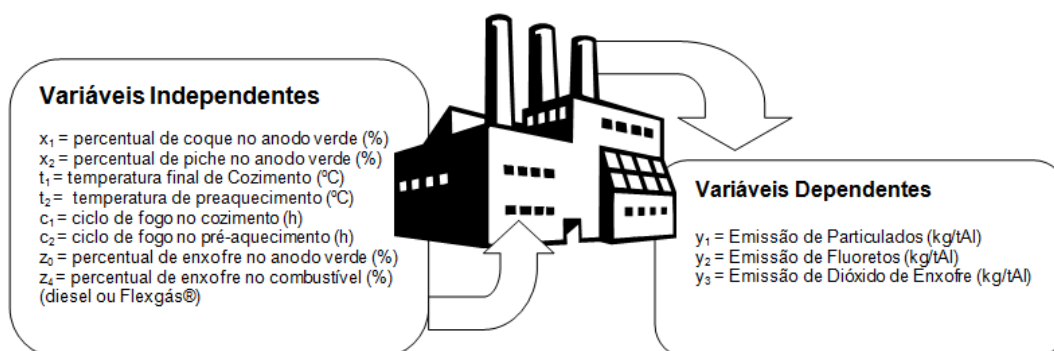 Variáveis Independentes
x₁ = percentual de coque no anodo verde (%)
x₂ = percentual de piche no anodo verde (%)
t₁ = temperatura final de Cozimento (ºC)
t₂ = temperatura de preaquecimento (ºC)
c₁ = ciclo de fogo no cozimento (h)
c₂ = ciclo de fogo no pré-aquecimento (h)
z₀ = percentual de enxofre no anodo verde (%)
z₄ = percentual de enxofre no combustível (%)
(diesel ou Flexgás®)
Variáveis Dependentes
y₁ = Emissão de Particulados (kg/tAl)
y₂ = Emissão de Fluoretos (kg/tAl)
y₃ = Emissão de Dióxido de Enxofre (kg/tAl)